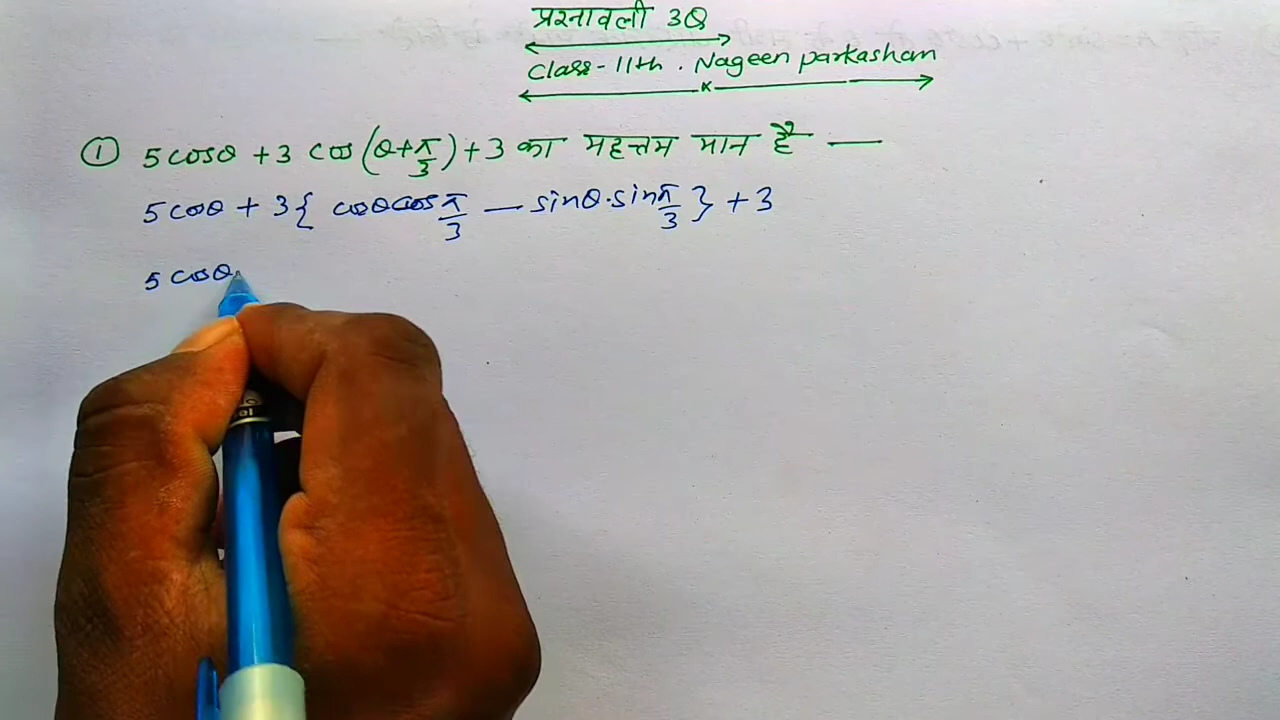 प्रश्नावली 3Q
Class-11th. Nageen parkasham
① 5cosθ + 3 cos(θ+π/3) + 3 का महत्तम मान है —
5cosθ + 3{ cosθcosπ/3 — sinθ.sinπ/3 } + 3
5cosθ